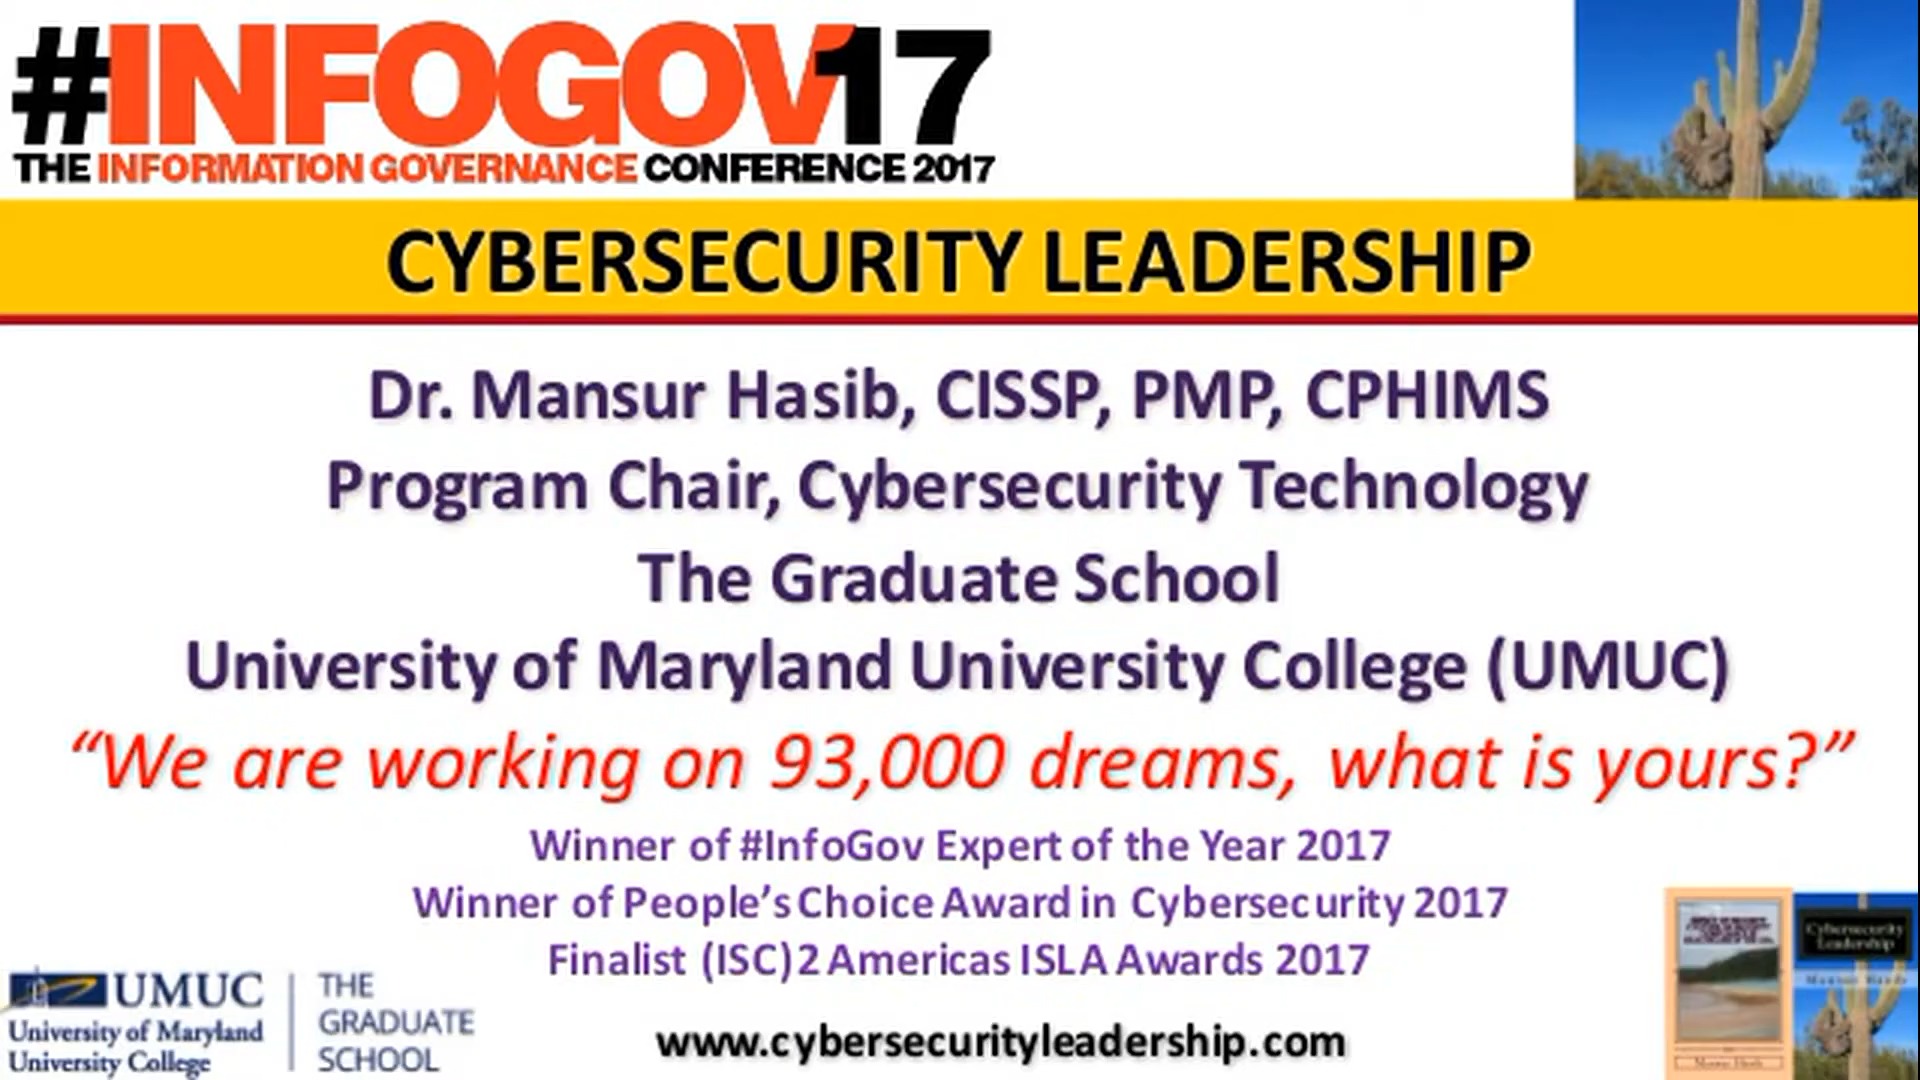 #INFOGOV17
THE INFORMATION GOVERNANCE CONFERENCE 2017
CYBERSECURITY LEADERSHIP
Dr. Mansur Hasib, CISSP, PMP, CPHIMS
Program Chair, Cybersecurity Technology
The Graduate School
University of Maryland University College (UMUC)
“We are working on 93,000 dreams, what is yours?”
Winner of #InfoGov Expert of the Year 2017
Winner of People’s Choice Award in Cybersecurity 2017
Finalist (ISC)2 Americas ISLA Awards 2017
UMUC
University of Maryland
University College
THE
GRADUATE
SCHOOL
www.cybersecurityleadership.com
Cybersecurity
Leadership
Mansur Hasib